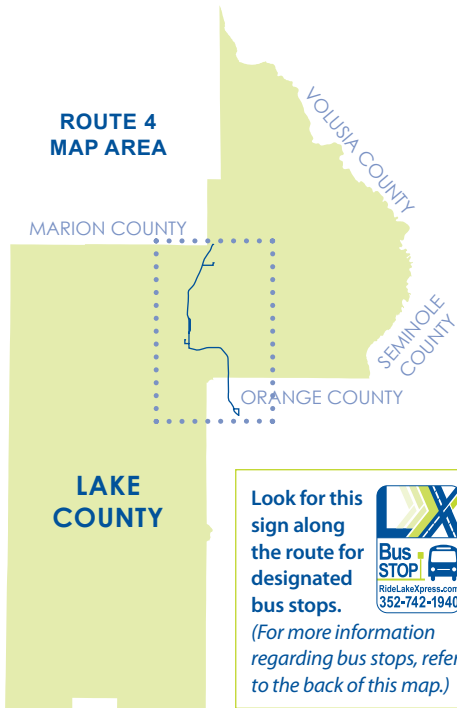 ROUTE 4
MAP AREA
VOLUSIA COUNTY
MARION COUNTY
SEMINOLE
COUNTY
ORANGE COUNTY
LAKE
COUNTY
Look for this
sign along
the route for
designated
bus stops.
(For more information
regarding bus stops, refer
to the back of this map.)
LX
Bus
STOP
RideLakeXpress.com
352-742-1940